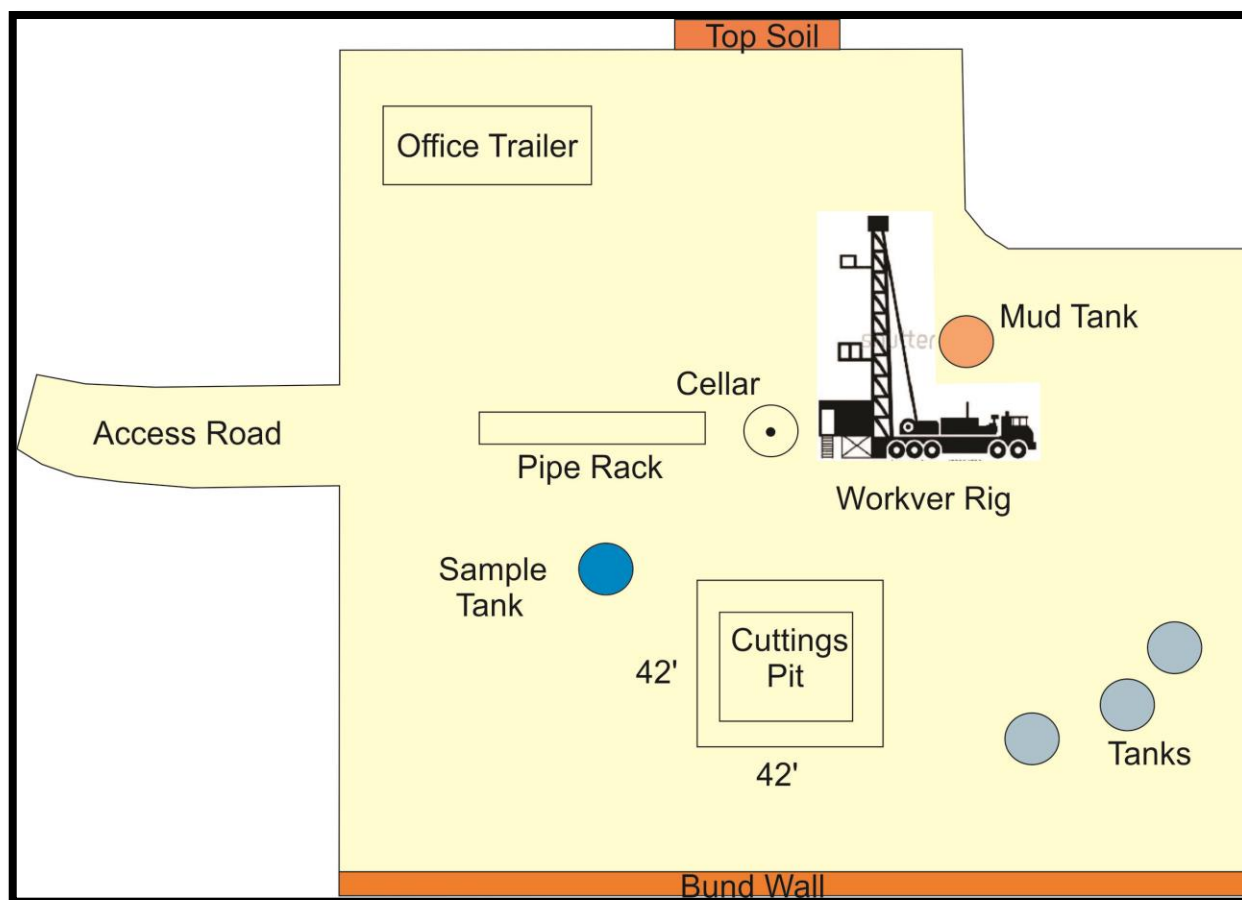 Top Soil
Office Trailer
Mud Tank
Cellar
Access Road
Pipe Rack
Workver Rig
Sample
Tank
Cuttings
Pit
42'
42'
Tanks
Bund Wall